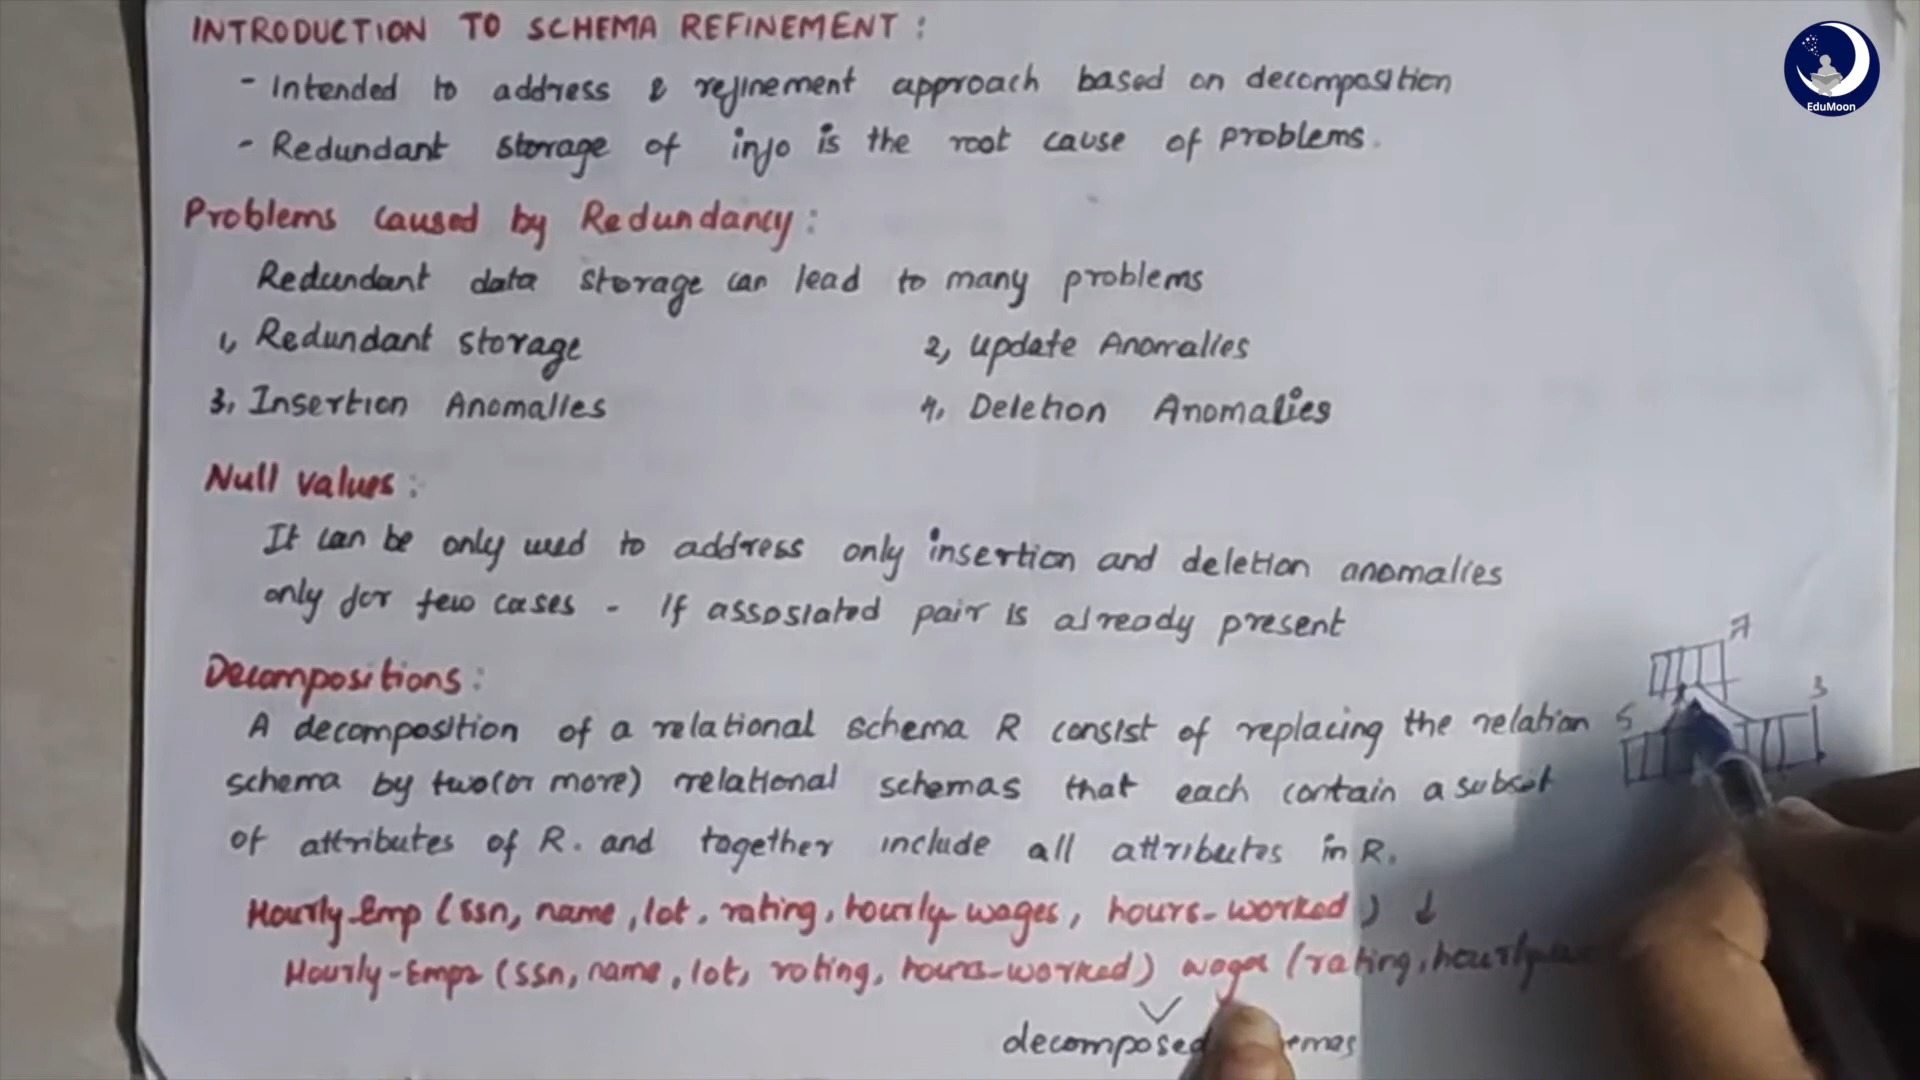 INTRODUCTION TO SCHEMA REFINEMENT :
- Intended to address & refinement approach based on decomposition
- Redundant storage of info is the root cause of problems.
Problems caused by Redundancy :
Redundant data storage can lead to many problems
1, Redundant storage
2, Update Anomalies
3, Insertion Anomalies
4, Deletion Anomalies
Null values :
It can be only used to address only insertion and deletion anomalies
only for few cases - If assosiated pair is already present
Decompositions :
A decomposition of a relational schema R consist of replacing the relation
schema by two (or more) relational schemas that each contain a subset
of attributes of R. and together include all attributes in R.
Hourly-Emp (ssn, name, lot, rating, hourly-wages, hours-worked) ↓
Hourly-Emp2 (ssn, name, lot, rating, hours-worked) wages (rating, hourly
decomposed
EduMoon
5
3